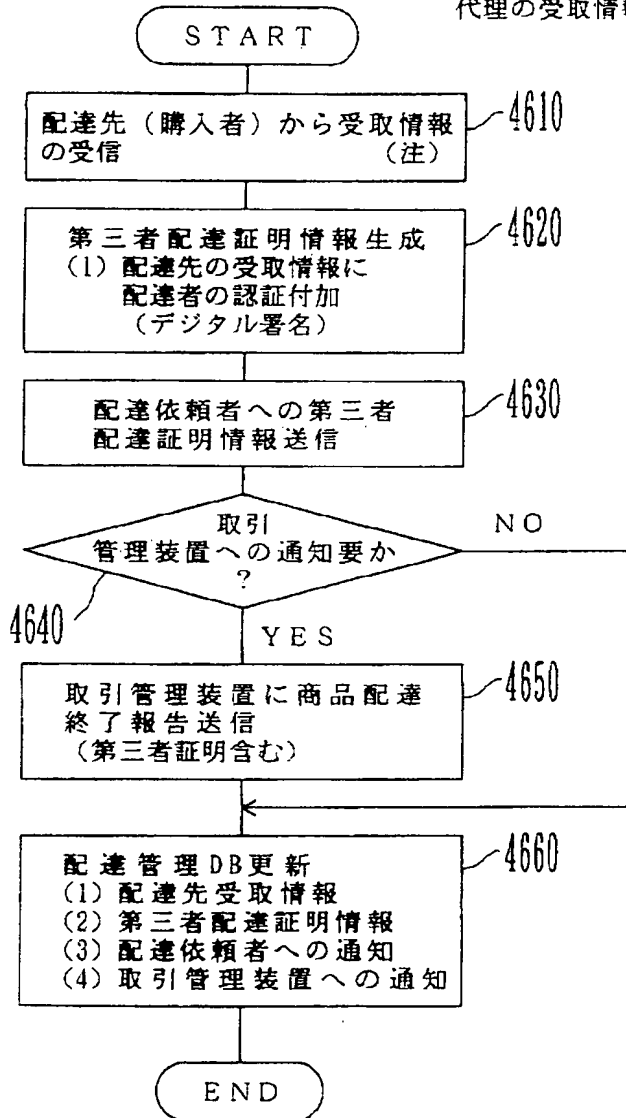 代理の受取情報
START
配達先（購入者）から受取情報
の受信 （注）
4610
第三者配達証明情報生成
(1) 配達先の受取情報に
配達者の認証付加
（デジタル署名）
4620
配達依頼者への第三者
配達証明情報送信
4630
取引
管理装置への通知要か
?
NO
4640
YES
取引管理装置に商品配達
終了報告送信
（第三者証明含む）
4650
配達管理DB更新
(1) 配達先受取情報
(2) 第三者配達証明情報
(3) 配達依頼者への通知
(4) 取引管理装置への通知
4660
END